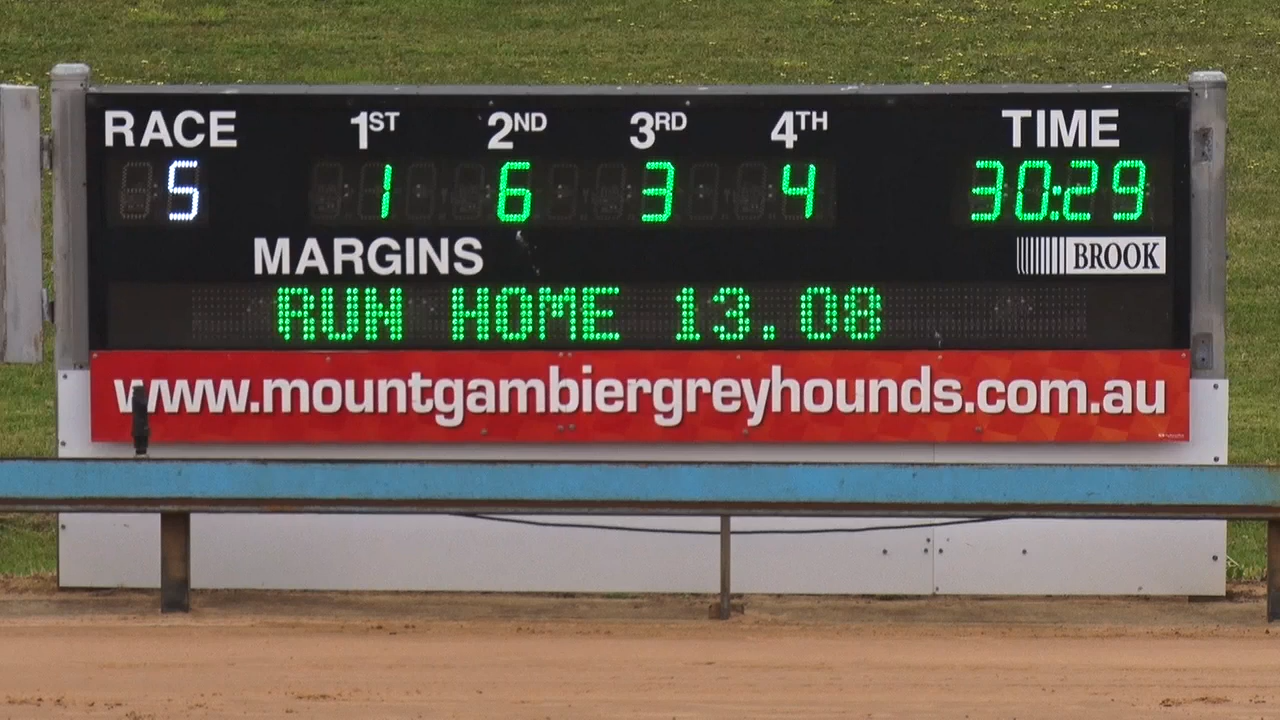 RACE 1ST 2ND 3RD 4TH TIME
5 1 6 3 4 30:29
MARGINS BROOK
RUN HOME 13.08
www.mountgambiergreyhounds.com.au